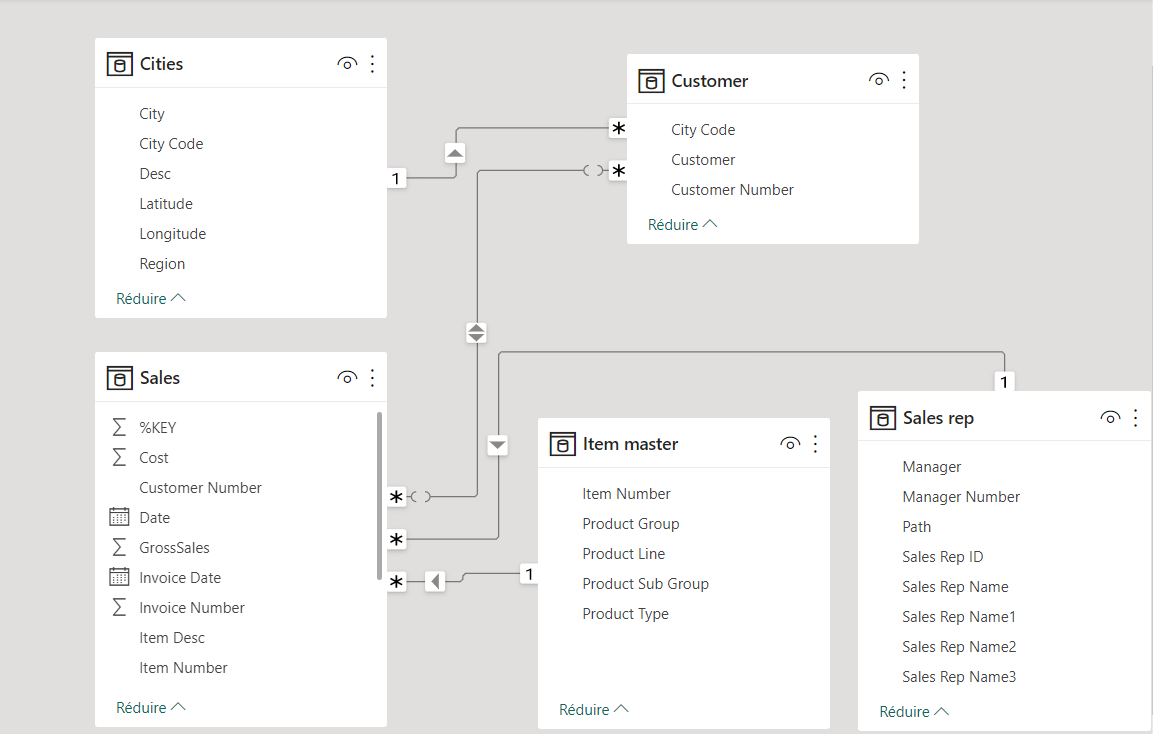 Cities
City
City Code
Desc
Latitude
Longitude
Region
Réduire
Customer
City Code
Customer
Customer Number
Réduire
1
*
*
Sales
%KEY
Cost
Customer Number
Date
GrossSales
Invoice Date
Invoice Number
Item Desc
Item Number
Réduire
*
*
*
1
Item master
Item Number
Product Group
Product Line
Product Sub Group
Product Type
Réduire
1
Sales rep
Manager
Manager Number
Path
Sales Rep ID
Sales Rep Name
Sales Rep Name1
Sales Rep Name2
Sales Rep Name3
Réduire